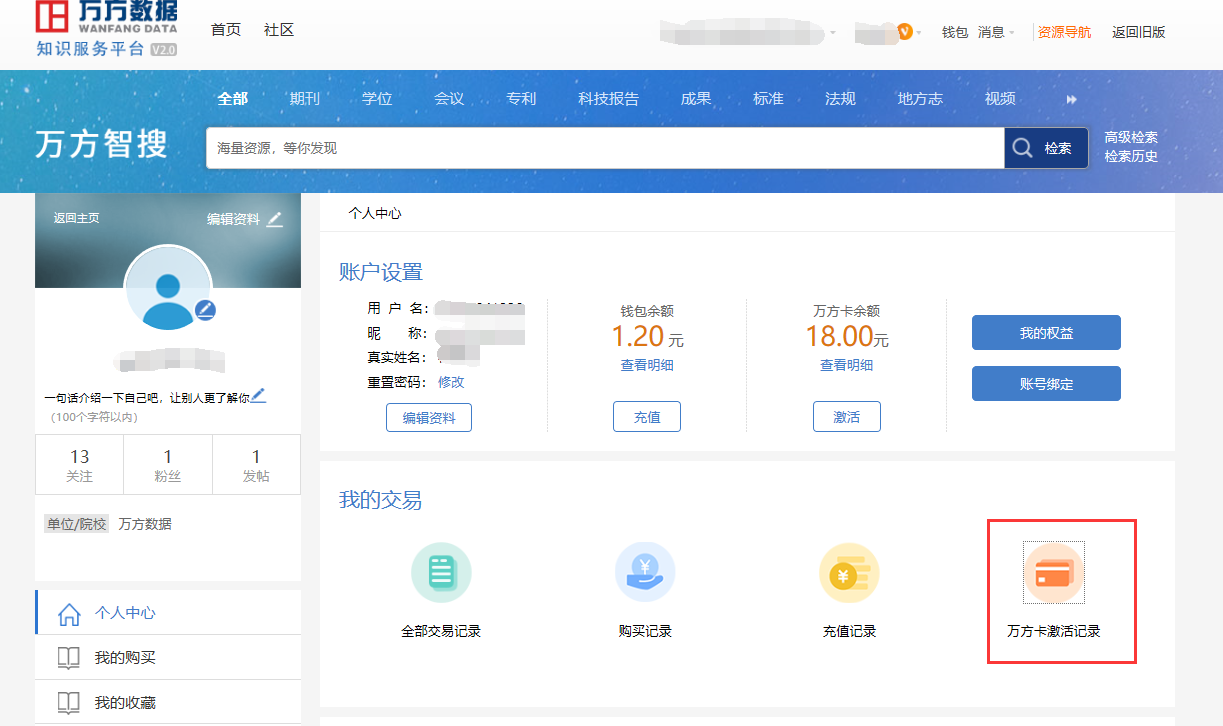 万方数据
WANFANG DATA
知识服务平台 V2.0
首页 社区
钱包 消息 资源导航 返回旧版
全部 期刊 学位 会议 专利 科技报告 成果 标准 法规 地方志 视频
万方智搜
海量资源，等你发现
检索
高级检索
检索历史
返回主页 编辑资料
一句话介绍一下自己吧，让别人更了解你
（100个字符以内）
13 1 1
关注 粉丝 发帖
单位/院校 万方数据
个人中心
我的购买
我的收藏
个人中心
账户设置
用 户 名：
昵 称：
真实姓名：
重置密码： 修改
编辑资料
钱包余额
1.20 元
查看明细
充值
万方卡余额
18.00元
查看明细
激活
我的权益
账号绑定
我的交易
全部交易记录 购买记录 充值记录 万方卡激活记录